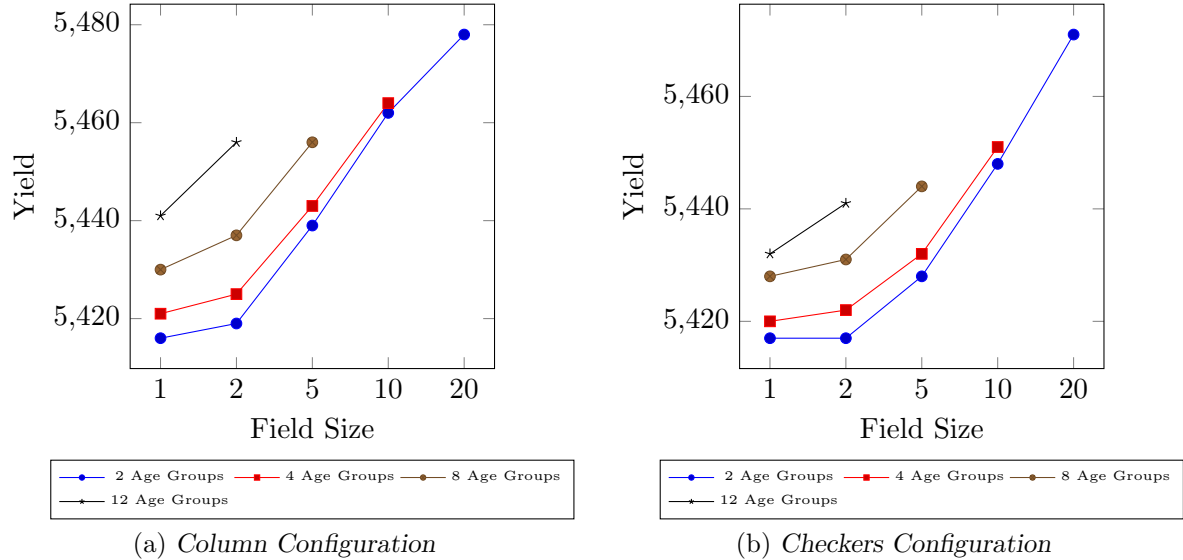 5,480
5,460
5,440
5,420
Yield
1 2 5 10 20
Field Size
2 Age Groups 4 Age Groups 8 Age Groups
12 Age Groups
(a) Column Configuration
5,460
5,440
5,420
Yield
1 2 5 10 20
Field Size
2 Age Groups 4 Age Groups 8 Age Groups
12 Age Groups
(b) Checkers Configuration